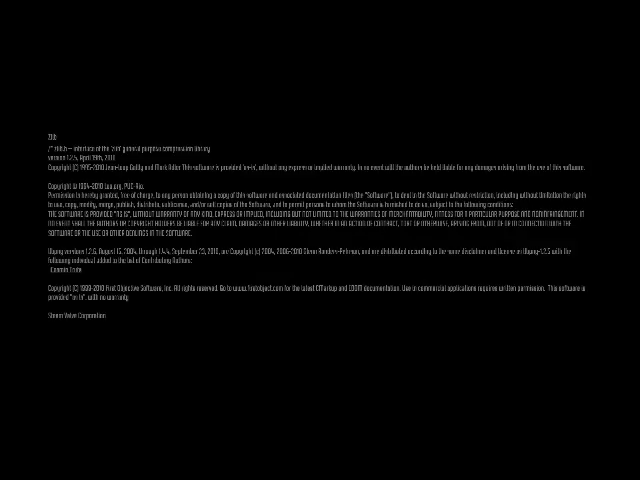 Zlib
/* zlib.h -- interface of the 'zlib' general purpose compression library
version 1.2.5, April 19th, 2010
Copyright (C) 1995-2010 Jean-loup Gailly and Mark Adler This software is provided 'as-is', without any express or implied warranty. In no event will the authors be held liable for any damages arising from the use of this software.
Copyright © 1994-2010 Lua.org, PUC-Rio.
Permission is hereby granted, free of charge, to any person obtaining a copy of this software and associated documentation files (the "Software"), to deal in the Software without restriction, including without limitation the rights
to use, copy, modify, merge, publish, distribute, sublicense, and/or sell copies of the Software, and to permit persons to whom the Software is furnished to do so, subject to the following conditions:
THE SOFTWARE IS PROVIDED "AS IS", WITHOUT WARRANTY OF ANY KIND, EXPRESS OR IMPLIED, INCLUDING BUT NOT LIMITED TO THE WARRANTIES OF MERCHANTABILITY, FITNESS FOR A PARTICULAR PURPOSE AND NONINFRINGEMENT. IN
NO EVENT SHALL THE AUTHORS OR COPYRIGHT HOLDERS BE LIABLE FOR ANY CLAIM, DAMAGES OR OTHER LIABILITY, WHETHER IN AN ACTION OF CONTRACT, TORT OR OTHERWISE, ARISING FROM, OUT OF OR IN CONNECTION WITH THE
SOFTWARE OR THE USE OR OTHER DEALINGS IN THE SOFTWARE.
libpng versions 1.2.6, August 15, 2004, through 1.4.4, September 23, 2010, are Copyright (c) 2004, 2006-2010 Glenn Randers-Pehrson, and are distributed according to the same disclaimer and license as libpng-1.2.5 with the
following individual added to the list of Contributing Authors:
Cosmin Truta
Copyright (C) 1999-2010 First Objective Software, Inc. All rights reserved. Go to www.firstobject.com for the latest CMarkup and EDOM documentation. Use in commercial applications requires written permission. This software is
provided "as is", with no warranty
Steam Valve Corporation